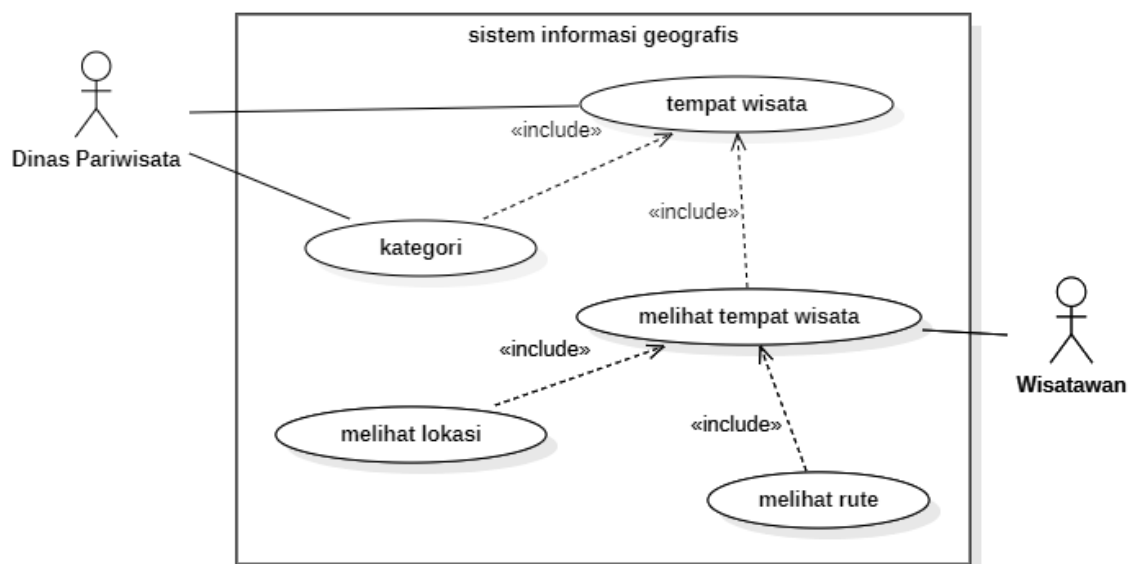 sistem informasi geografis
tempat wisata
«include»
Dinas Pariwisata
«include»
kategori
melihat tempat wisata
«include»
Wisatawan
melihat lokasi
«include»
melihat rute